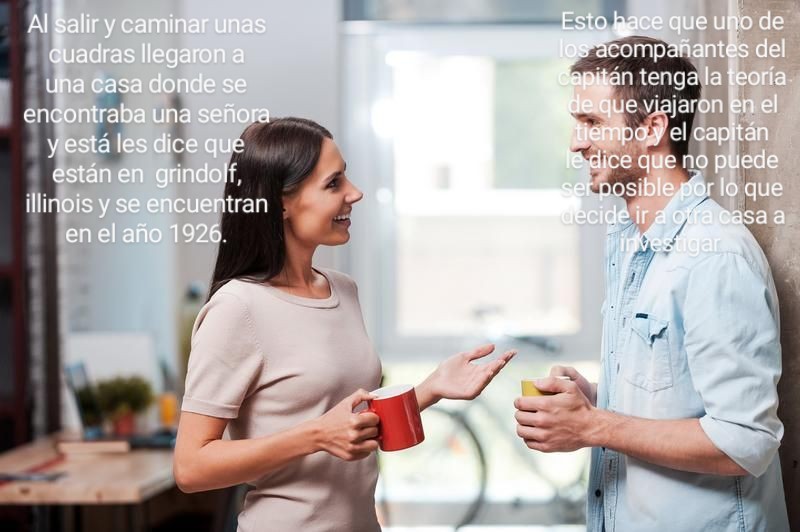 Al salir y caminar unas
cuadras llegaron a
una casa donde se
encontraba una señora
y está les dice que
están en  grindolf,
illinois y se encuentran
en el año 1926.
Esto hace que uno de
los acompañantes del
capitán tenga la teoría
de que viajaron en el
tiempo y el capitán
le dice que no puede
ser posible por lo que
decide ir a otra casa a
investigar